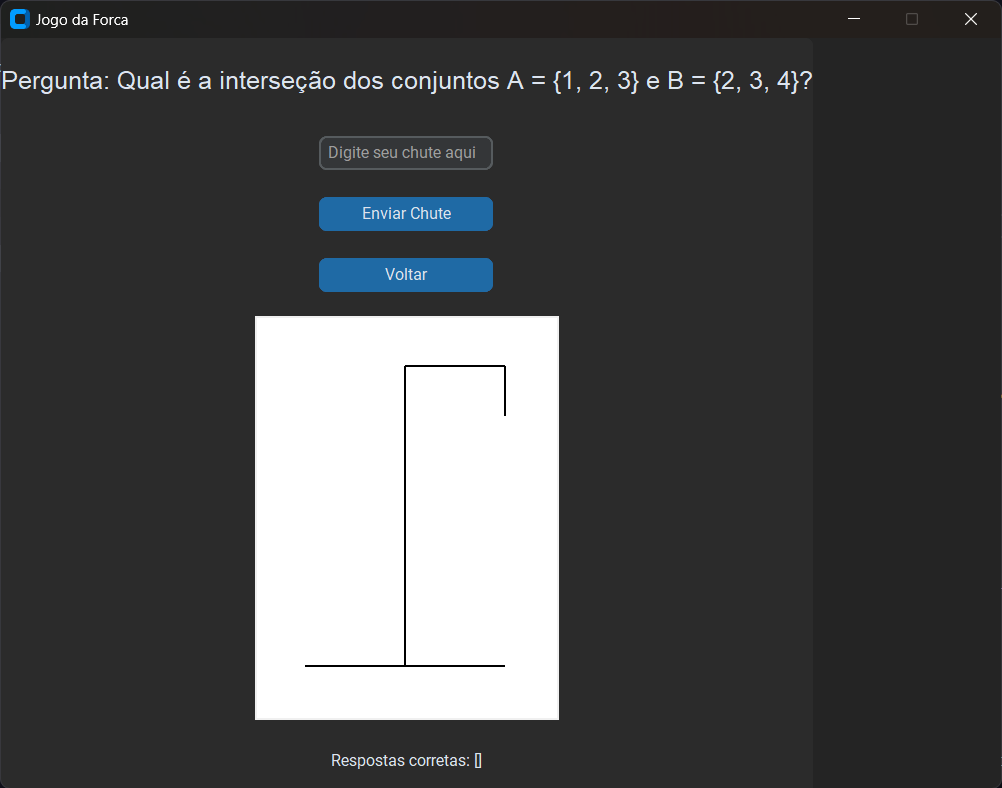 Jogo da Forca
Pergunta: Qual é a interseção dos conjuntos A = {1, 2, 3} e B = {2, 3, 4}?
Digite seu chute aqui
Enviar Chute
Voltar
Respostas corretas: []